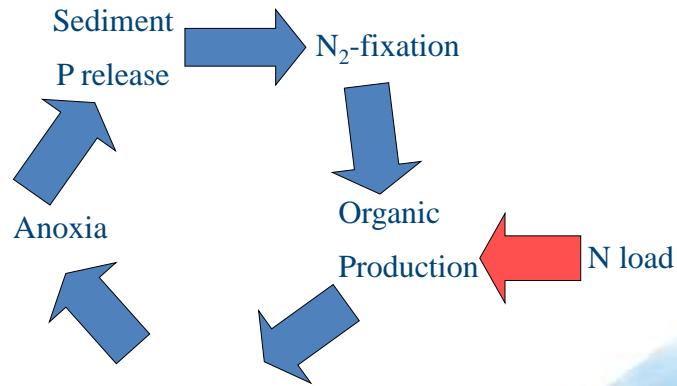 Sediment
P release
N₂-fixation
Organic
Production
N load
Anoxia